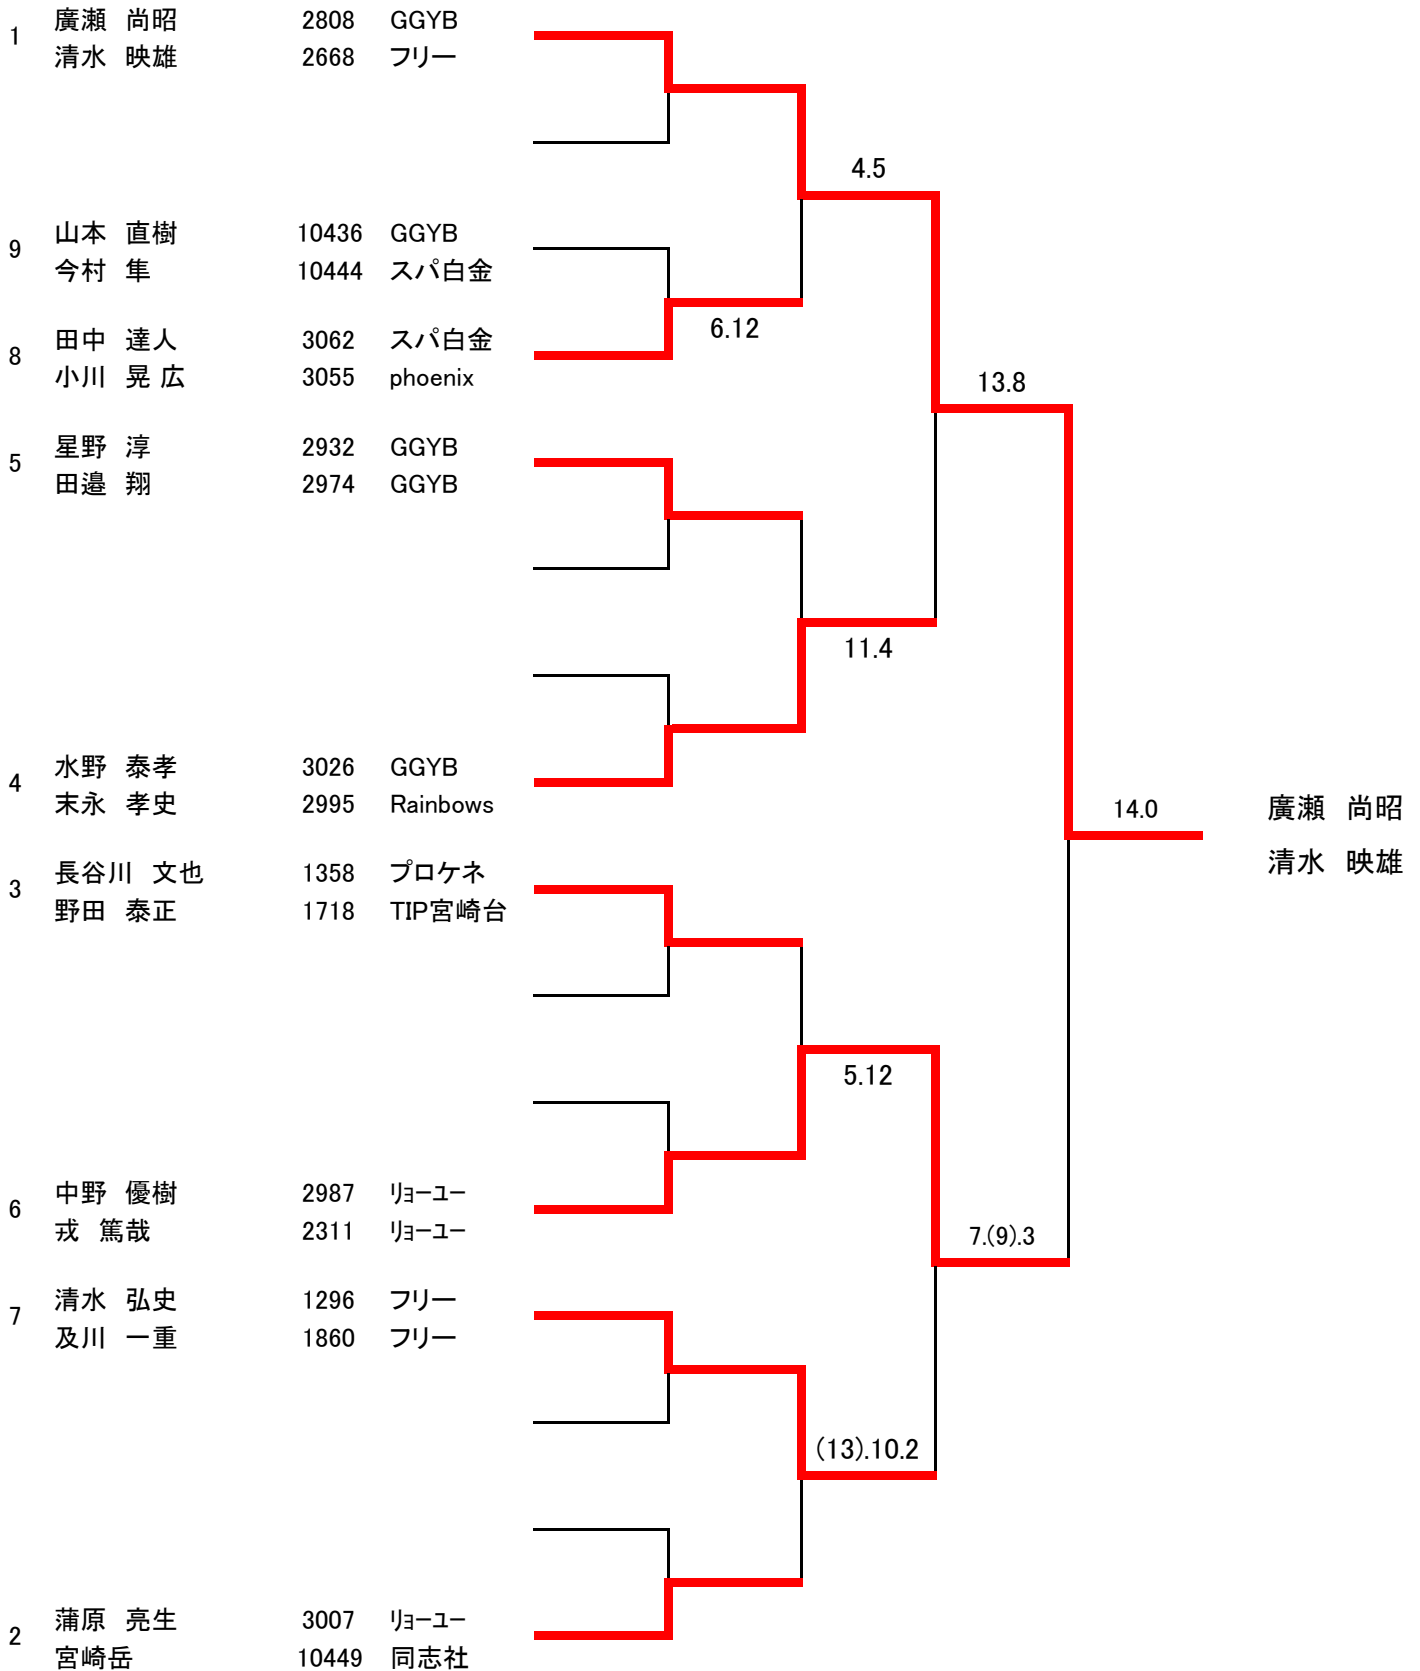 1
廣瀬 尚昭 2808 GGYB
清水 映雄 2668 フリー
4.5
9
山本 直樹 10436 GGYB
今村 隼 10444 スパ白金
6.12
8
田中 達人 3062 スパ白金
小川 晃 広 3055 phoenix
13.8
5
星野 淳 2932 GGYB
田邉 翔 2974 GGYB
11.4
4
水野 泰孝 3026 GGYB
末永 孝史 2995 Rainbows
14.0
廣瀬 尚昭
清水 映雄
3
長谷川 文也 1358 プロケネ
野田 泰正 1718 TIP宮崎台
5.12
6
中野 優樹 2987 ﾘｮｰﾕｰ
戎 篤哉 2311 ﾘｮｰﾕｰ
7.(9).3
7
清水 弘史 1296 フリー
及川 一重 1860 フリー
(13).10.2
2
蒲原 亮生 3007 ﾘｮｰﾕｰ
宮崎岳 10449 同志社